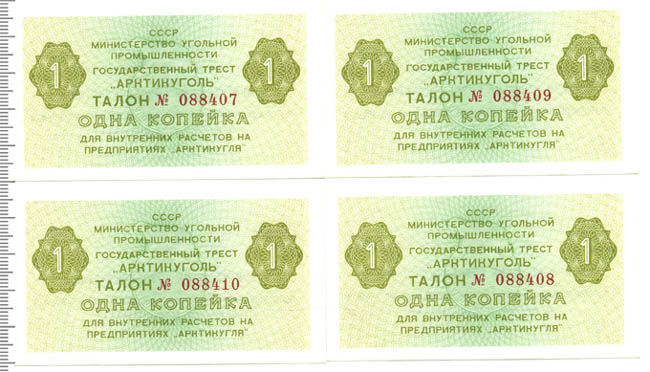 СССР
МИНИСТЕРСТВО УГОЛЬНОЙ
ПРОМЫШЛЕННОСТИ
ГОСУДАРСТВЕННЫЙ ТРЕСТ
„АРКТИКУГОЛЬ"
1 1
ТАЛОН № 088407
ОДНА КОПЕЙКА
ДЛЯ ВНУТРЕННИХ РАСЧЕТОВ НА
ПРЕДПРИЯТИЯХ „АРКТИКУГЛЯ"
СССР
МИНИСТЕРСТВО УГОЛЬНОЙ
ПРОМЫШЛЕННОСТИ
ГОСУДАРСТВЕННЫЙ ТРЕСТ
„АРКТИКУГОЛЬ"
1 1
ТАЛОН № 088409
ОДНА КОПЕЙКА
ДЛЯ ВНУТРЕННИХ РАСЧЕТОВ НА
ПРЕДПРИЯТИЯХ „АРКТИКУГЛЯ"
СССР
МИНИСТЕРСТВО УГОЛЬНОЙ
ПРОМЫШЛЕННОСТИ
ГОСУДАРСТВЕННЫЙ ТРЕСТ
„АРКТИКУГОЛЬ"
1 1
ТАЛОН № 088410
ОДНА КОПЕЙКА
ДЛЯ ВНУТРЕННИХ РАСЧЕТОВ НА
ПРЕДПРИЯТИЯХ „АРКТИКУГЛЯ"
СССР
МИНИСТЕРСТВО УГОЛЬНОЙ
ПРОМЫШЛЕННОСТИ
ГОСУДАРСТВЕННЫЙ ТРЕСТ
„АРКТИКУГОЛЬ"
1 1
ТАЛОН № 088408
ОДНА КОПЕЙКА
ДЛЯ ВНУТРЕННИХ РАСЧЕТОВ НА
ПРЕДПРИЯТИЯХ „АРКТИКУГЛЯ"